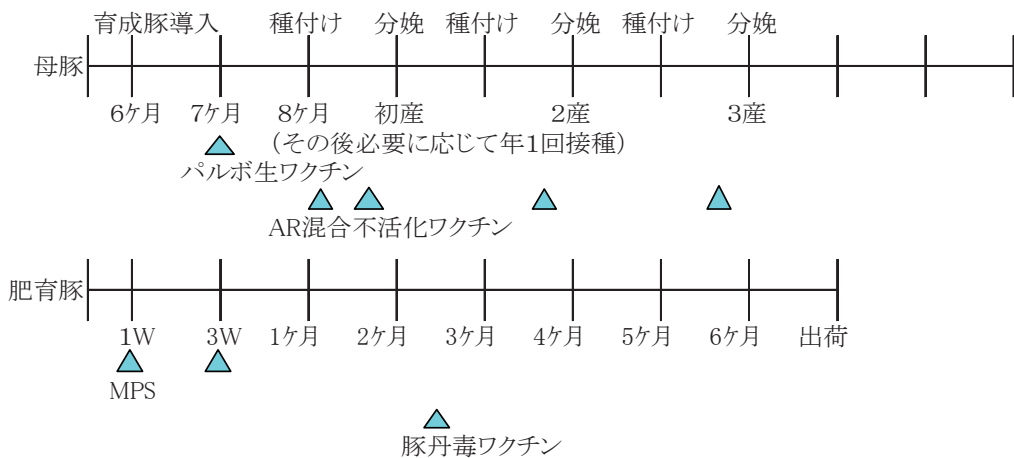 育成豚導入 種付け 分娩 種付け 分娩 種付け 分娩
母豚
6ケ月 7ケ月 8ケ月 初産 2産 3産
(その後必要に応じて年1回接種)
パルボ生ワクチン
AR混合不活化ワクチン
肥育豚
1W 3W 1ケ月 2ケ月 3ケ月 4ケ月 5ケ月 6ケ月 出荷
MPS
豚丹毒ワクチン